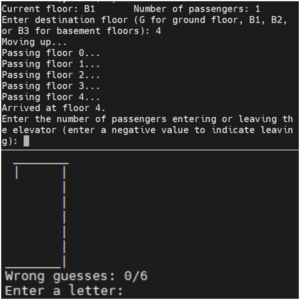 Current floor: B1 Number of passengers: 1
Enter destination floor (G for ground floor, B1, B2,
or B3 for basement floors): 4
Moving up...
Passing floor 0...
Passing floor 1...
Passing floor 2...
Passing floor 3...
Passing floor 4...
Arrived at floor 4.
Enter the number of passengers entering or leaving th
e elevator (enter a negative value to indicate leavin
g):
Wrong guesses: 0/6
Enter a letter: